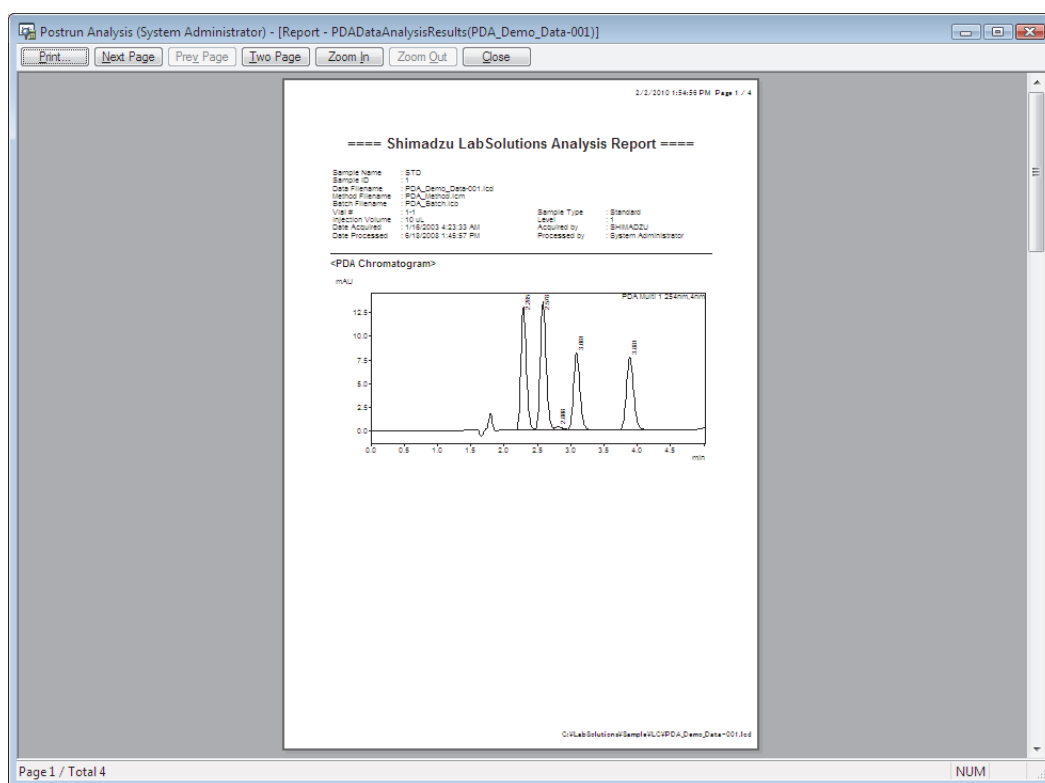 Postrun Analysis (System Administrator) - [Report - PDADataAnalysisResults(PDA_Demo_Data-001)]
Print... Next Page Prev Page Two Page Zoom In Zoom Out Close
2/2/2010 1:54:56 PM Page 1 / 4
==== Shimadzu LabSolutions Analysis Report ====
Sample Name : STD
Sample ID : 1
Data Filename : PDA_Demo_Data-001.lcd
Method Filename : PDA_Method.lcm
Batch Filename : PDA_Batch.lcb
Vial # : 1-1 Sample Type : Standard
Injection Volume : 10 uL Level : 1
Date Acquired : 1/16/2003 4:23:33 AM Acquired by : SHIMADZU
Date Processed : 6/18/2008 1:45:57 PM Processed by : System Administrator
<PDA Chromatogram>
mAU
PDA Multi 1 254nm,4nm
12.5
10.0
7.5
5.0
2.5
0.0
0.0 0.5 1.0 1.5 2.0 2.5 3.0 3.5 4.0 4.5
min
C:¥LabSolutions¥Sample¥LC¥PDA_Demo_Data-001.lcd
Page 1 / Total 4
NUM